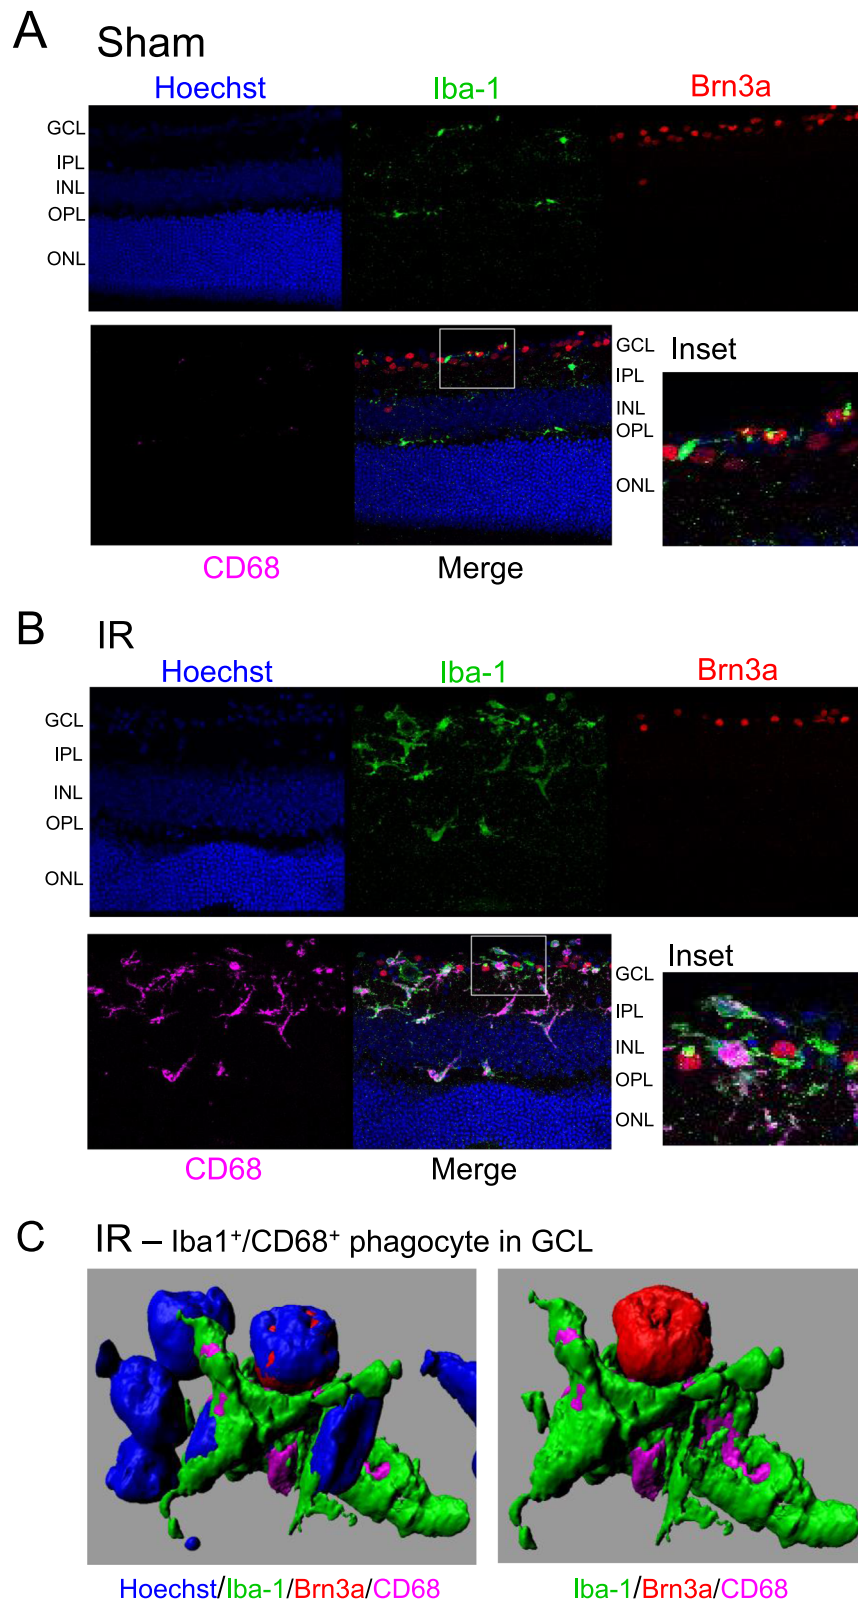 A Sham
Hoechst Iba-1 Brn3a
GCL
IPL
INL
OPL
ONL
GCL
IPL
INL
OPL
ONL
Inset
CD68 Merge
B IR
Hoechst Iba-1 Brn3a
GCL
IPL
INL
OPL
ONL
GCL
IPL
INL
OPL
ONL
Inset
CD68 Merge
C IR – Iba1⁺/CD68⁺ phagocyte in GCL
Hoechst/Iba-1/Brn3a/CD68 Iba-1/Brn3a/CD68